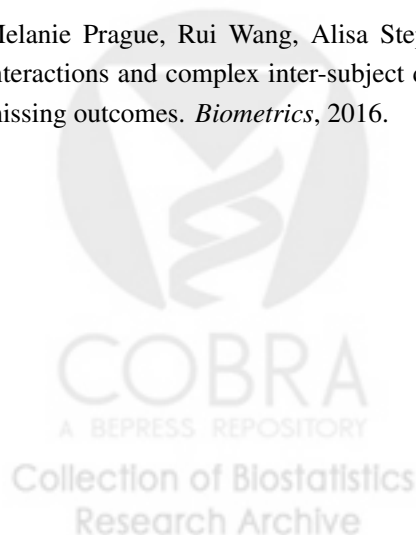 Melanie Prague, Rui Wang, Alisa Step
nteractions and complex inter-subject
nissing outcomes. Biometrics, 2016.
COBRA
A BEPRESS REPOSITORY
Collection of Biostatistics
Research Archive